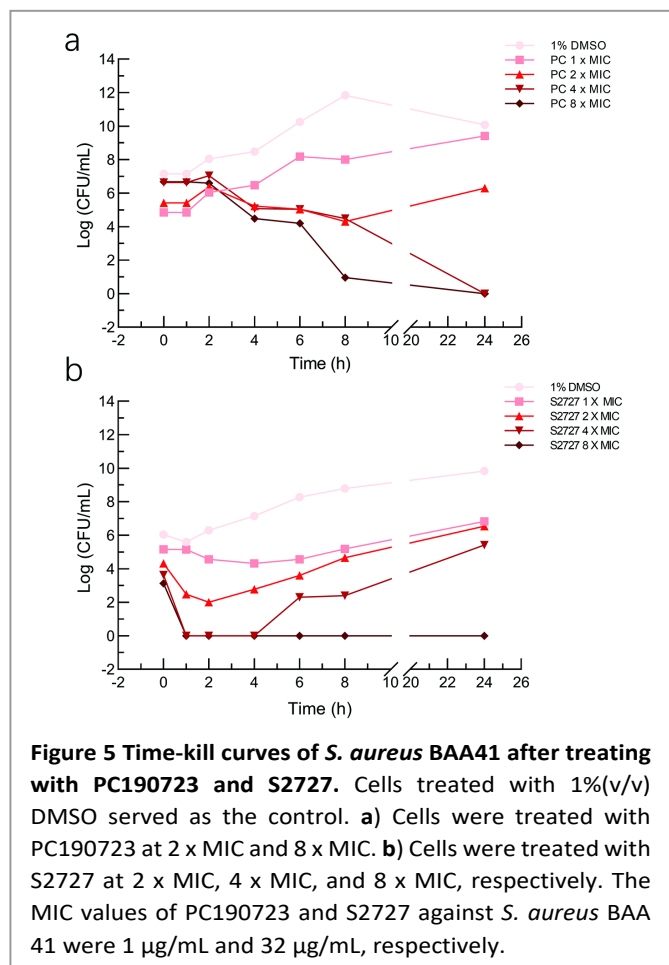 a
1% DMSO
PC 1 x MIC
PC 2 x MIC
PC 4 x MIC
PC 8 x MIC
14
12
10
8
6
4
2
0
-2
Log (CFU/mL)
-2 0 2 4 6 8 10 20 22 24 26
Time (h)
b
1% DMSO
S2727 1 X MIC
S2727 2 X MIC
S2727 4 X MIC
S2727 8 X MIC
14
12
10
8
6
4
2
0
-2
Log (CFU/mL)
-2 0 2 4 6 8 10 20 22 24 26
Time (h)
Figure 5 Time-kill curves of S. aureus BAA41 after treating
with PC190723 and S2727. Cells treated with 1%(v/v)
DMSO served as the control. a) Cells were treated with
PC190723 at 2 x MIC and 8 x MIC. b) Cells were treated with
S2727 at 2 x MIC, 4 x MIC, and 8 x MIC, respectively. The
MIC values of PC190723 and S2727 against S. aureus BAA
41 were 1 µg/mL and 32 µg/mL, respectively.